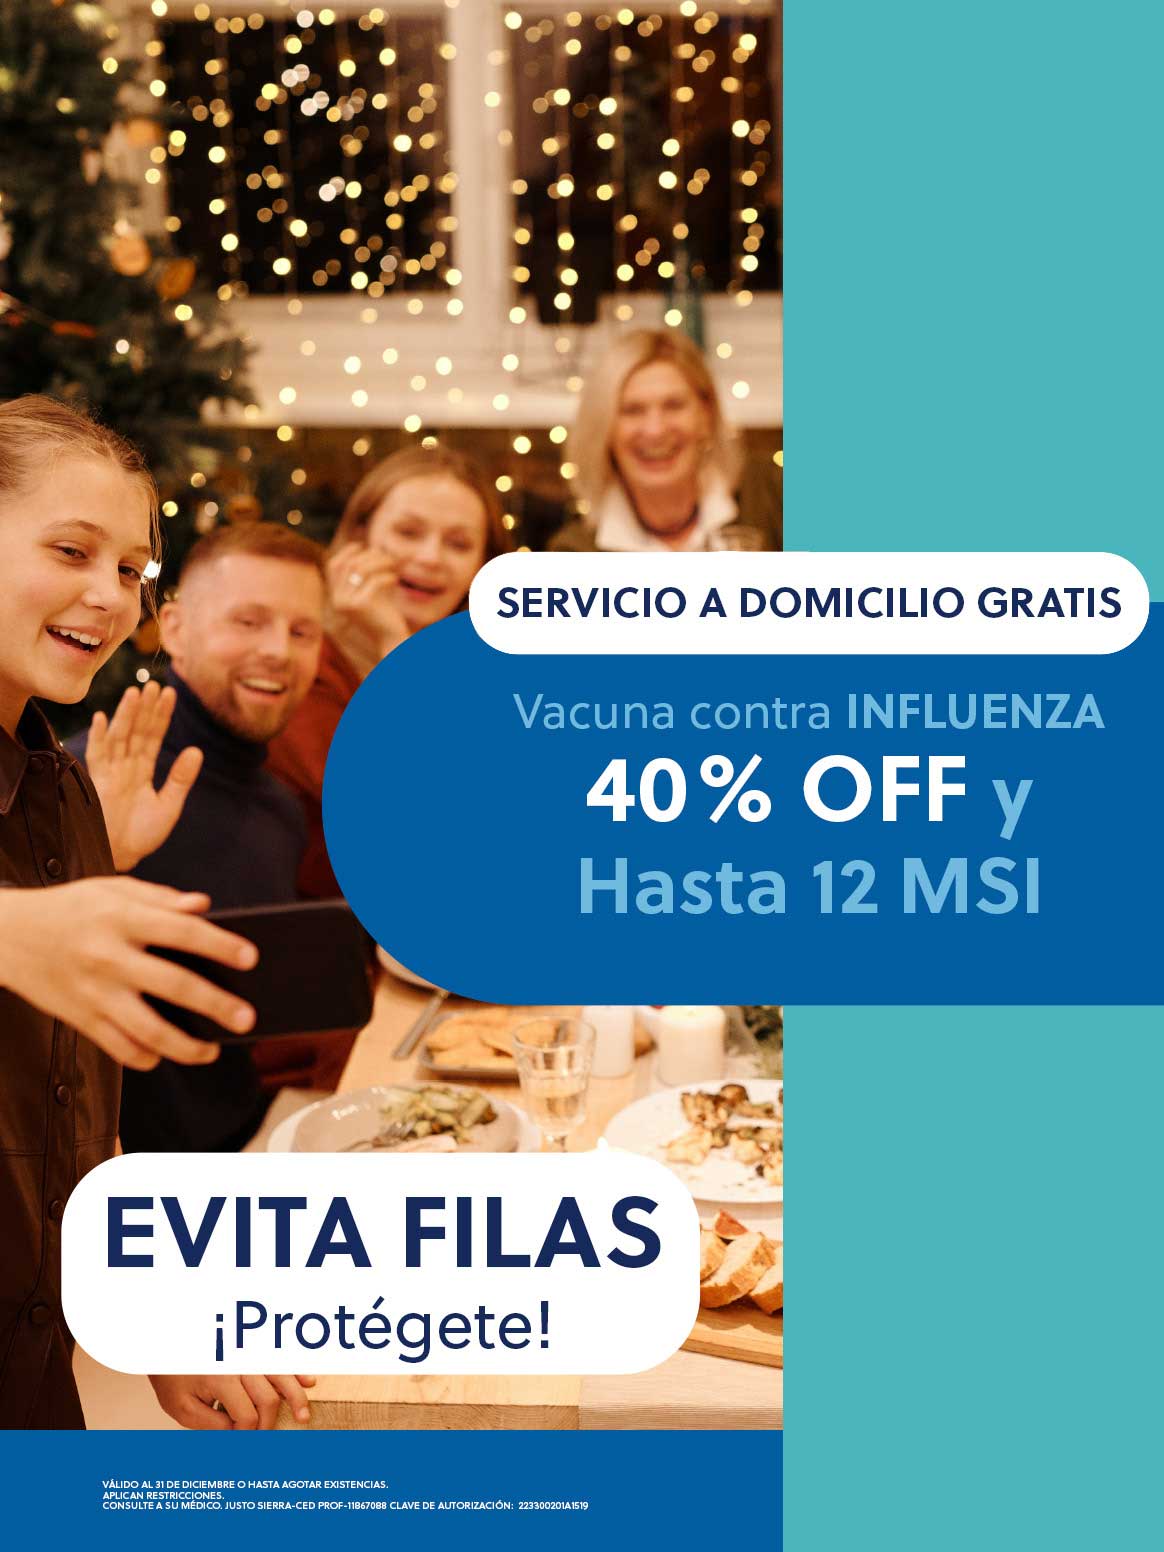 SERVICIO A DOMICILIO GRATIS
Vacuna contra INFLUENZA
40% OFF y
Hasta 12 MSI
EVITA FILAS
¡Protégete!
VÁLIDO AL 31 DE DICIEMBRE O HASTA AGOTAR EXISTENCIAS.
APLICAN RESTRICCIONES.
CONSULTE A SU MÉDICO. JUSTO SIERRA-CED PROF-11867088 CLAVE DE AUTORIZACIÓN: 223300201A1519